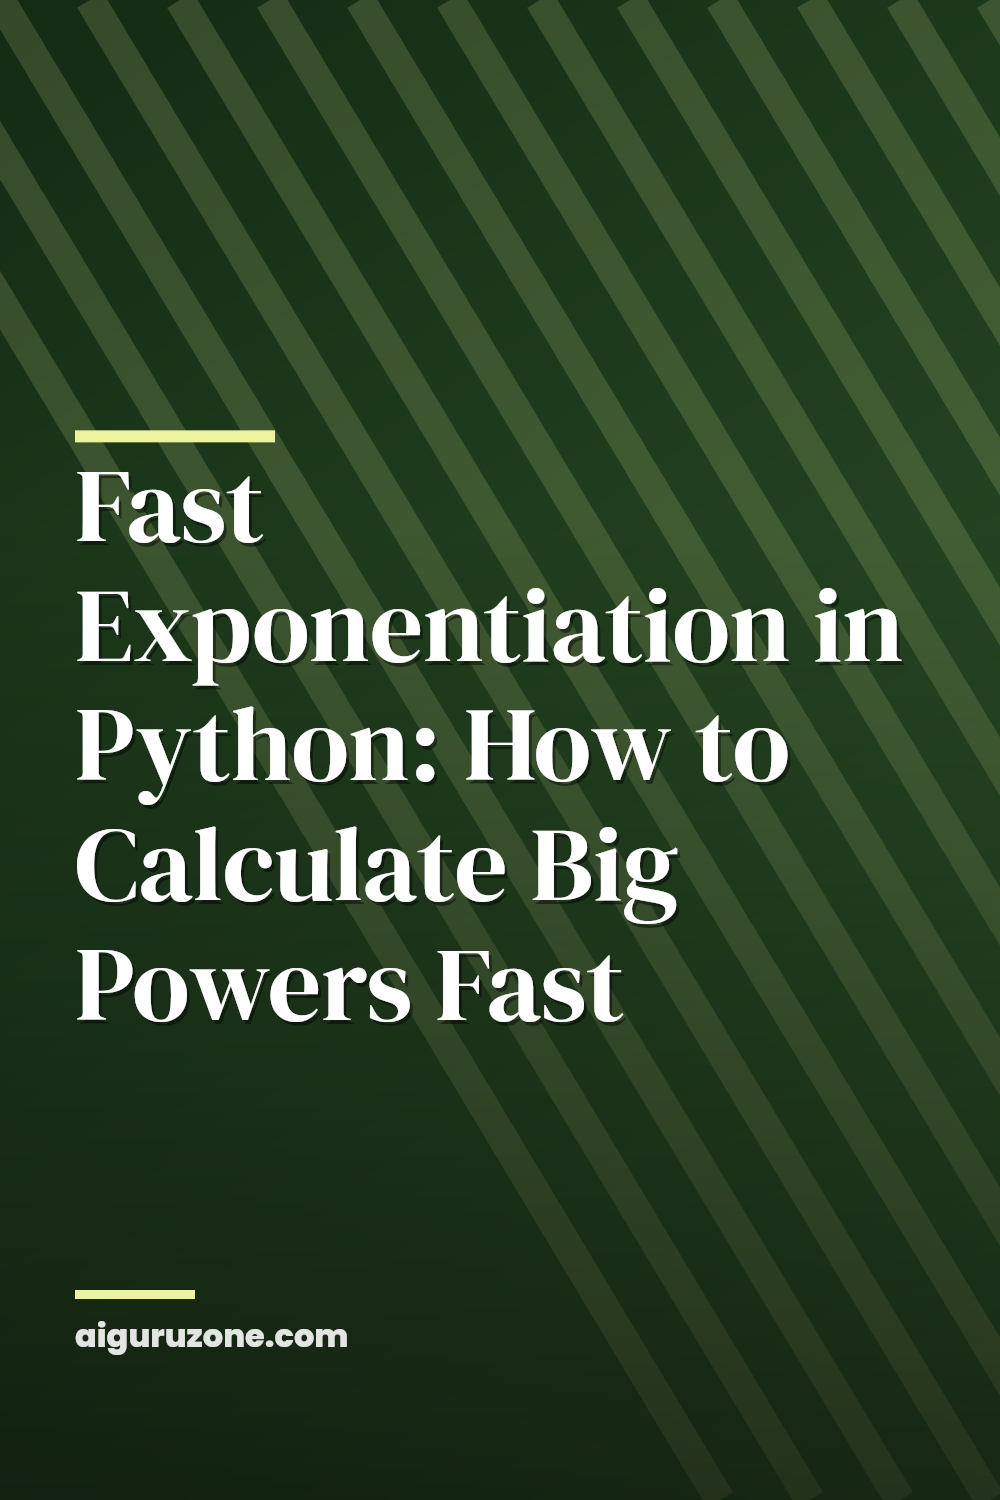 Fast
Exponentiation in
Python: How to
Calculate Big
Powers Fast
aiguruzone.com